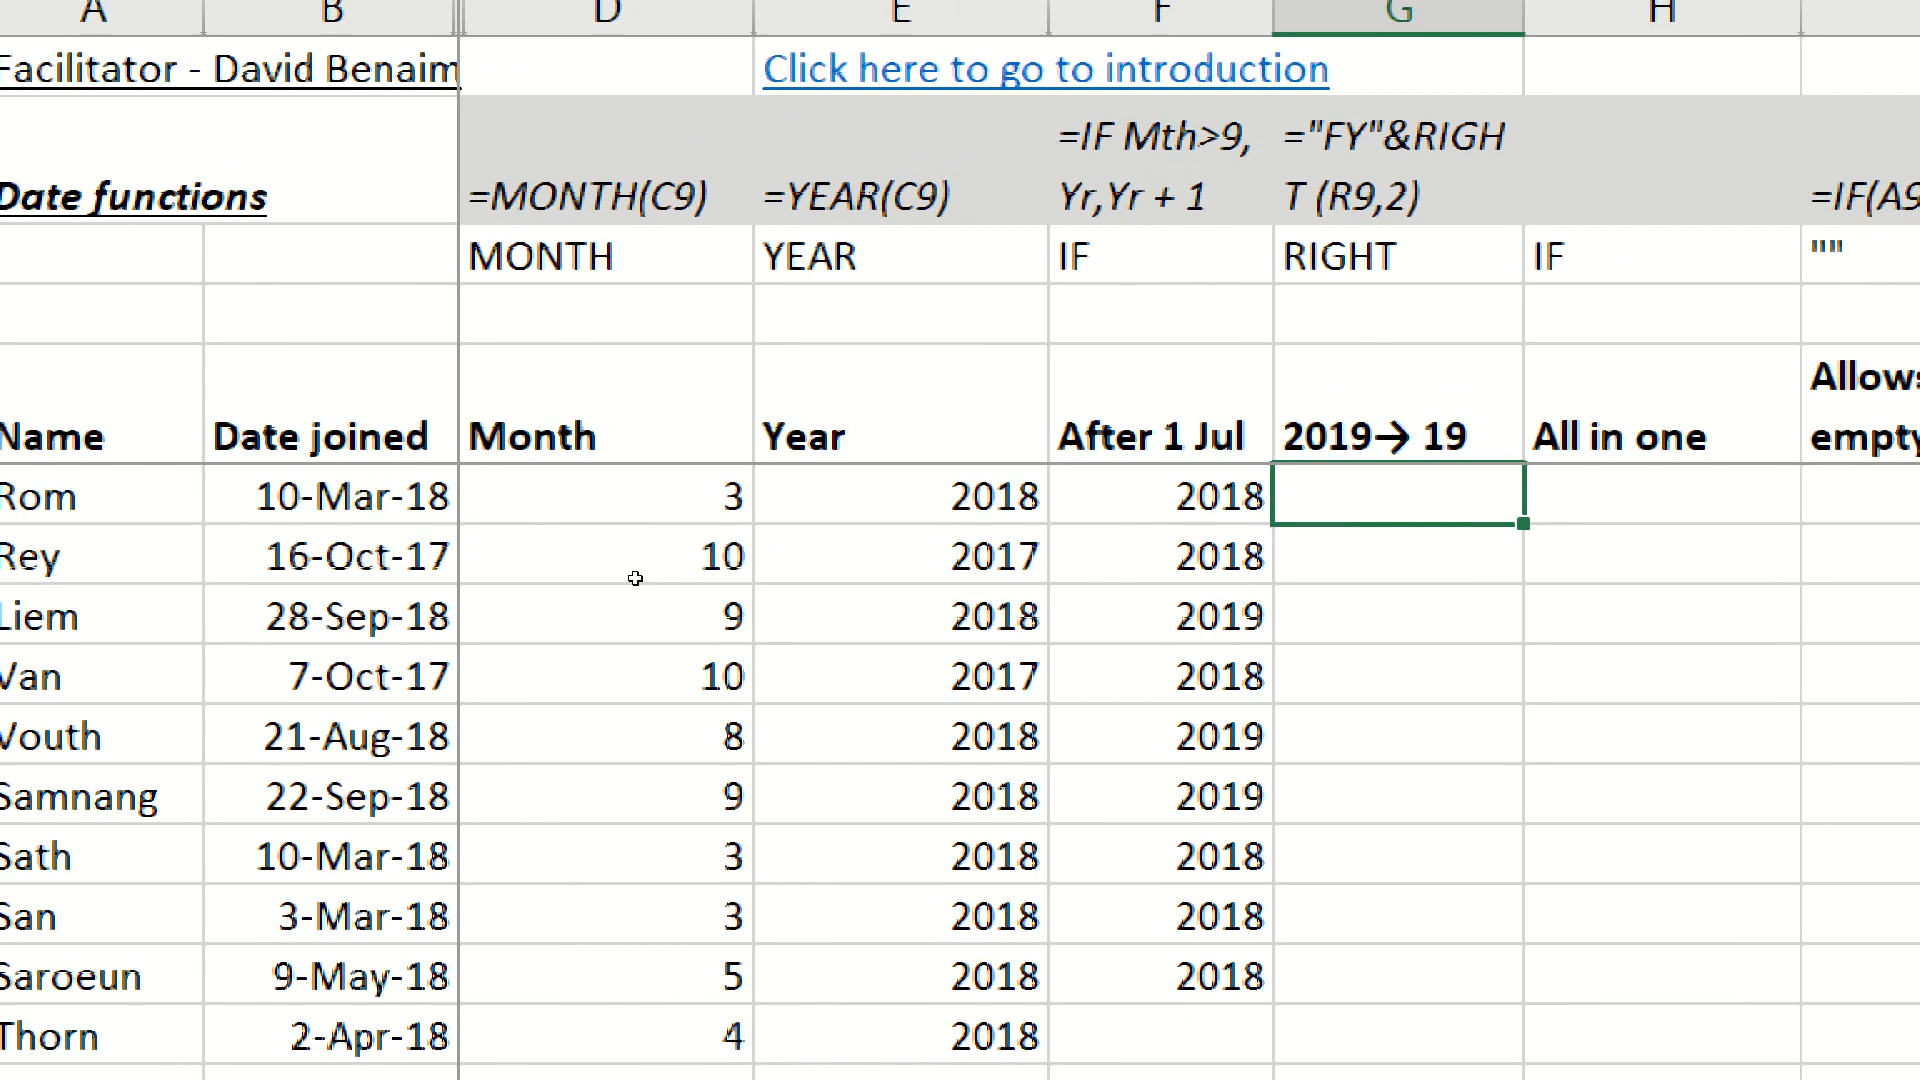 A B D E F G H
Facilitator - David Benaim Click here to go to introduction
=IF Mth>9, ="FY"&RIGH
Date functions =MONTH(C9) =YEAR(C9) Yr,Yr + 1 T (R9,2) =IF(A9
MONTH YEAR IF RIGHT IF ""
Allows
Name Date joined Month Year After 1 Jul 2019→ 19 All in one empty
Rom 10-Mar-18 3 2018 2018
Rey 16-Oct-17 10 2017 2018
Liem 28-Sep-18 9 2018 2019
Van 7-Oct-17 10 2017 2018
Vouth 21-Aug-18 8 2018 2019
Samnang 22-Sep-18 9 2018 2019
Sath 10-Mar-18 3 2018 2018
San 3-Mar-18 3 2018 2018
Saroeun 9-May-18 5 2018 2018
Thorn 2-Apr-18 4 2018